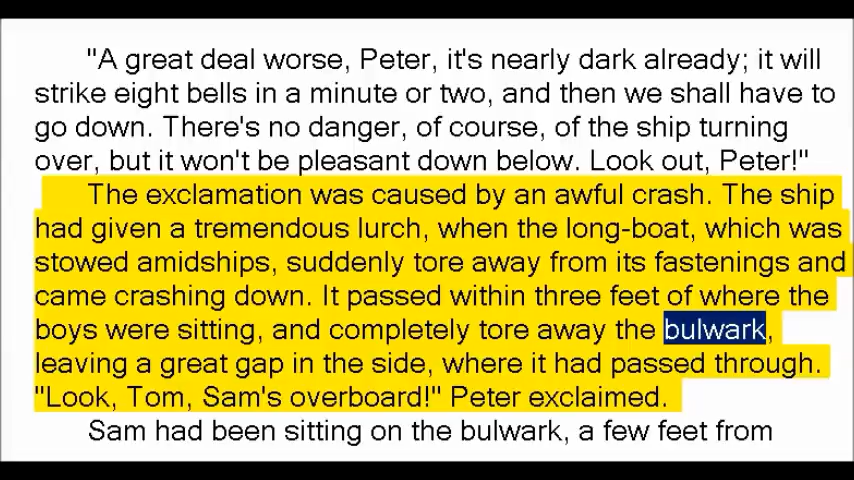 "A great deal worse, Peter, it's nearly dark already; it will
strike eight bells in a minute or two, and then we shall have to
go down. There's no danger, of course, of the ship turning
over, but it won't be pleasant down below. Look out, Peter!"
The exclamation was caused by an awful crash. The ship
had given a tremendous lurch, when the long-boat, which was
stowed amidships, suddenly tore away from its fastenings and
came crashing down. It passed within three feet of where the
boys were sitting, and completely tore away the bulwark,
leaving a great gap in the side, where it had passed through.
"Look, Tom, Sam's overboard!" Peter exclaimed.
Sam had been sitting on the bulwark, a few feet from